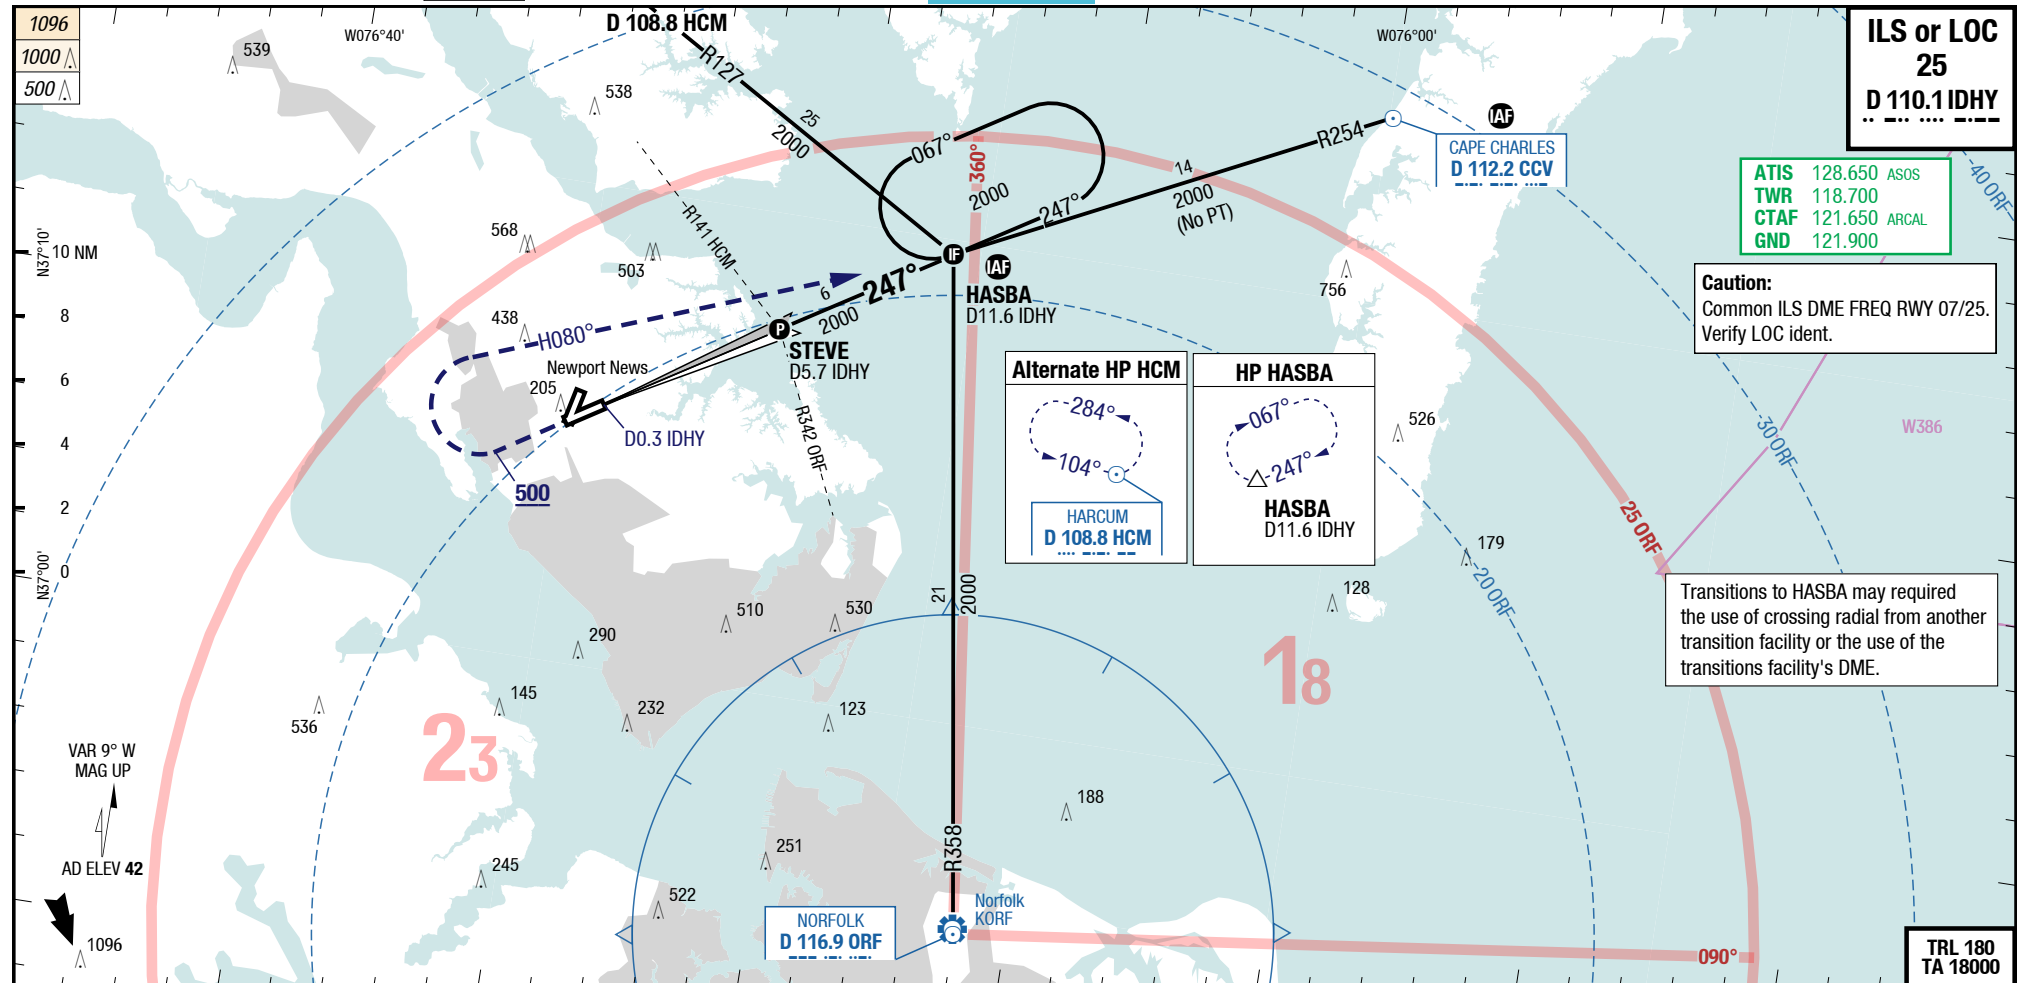 1096
1000
500
539
W076°40'
D 108.8 HCM
R127
25
2000
538
067°
360°
2000
247°
W076°00'
R254
14
2000
(No PT)
IAF
CAPE CHARLES
D 112.2 CCV
ILS or LOC
25
D 110.1 IDHY
ATIS 128.650 ASOS
TWR 118.700
CTAF 121.650 ARCAL
GND 121.900
40 ORF
Caution:
Common ILS DME FREQ RWY 07/25.
Verify LOC ident.
N37°10'
10 NM
8
6
4
2
0
N37°00'
568
503
R141 HCM
438
H080°
6
2000
247°
IF
IAF
HASBA
D11.6 IDHY
P
STEVE
D5.7 IDHY
Newport News
205
D0.3 IDHY
500
R342 ORF
756
526
Alternate HP HCM
284°
104°
HARCUM
D 108.8 HCM
HP HASBA
067°
247°
HASBA
D11.6 IDHY
30 ORF
W386
25 ORF
20 ORF
179
128
Transitions to HASBA may required
the use of crossing radial from another
transition facility or the use of the
transitions facility's DME.
21
2000
510
530
290
145
232
123
536
23
18
VAR 9° W
MAG UP
AD ELEV 42
1096
245
251
522
188
R358
Norfolk
KORF
NORFOLK
D 116.9 ORF
090°
TRL 180
TA 18000